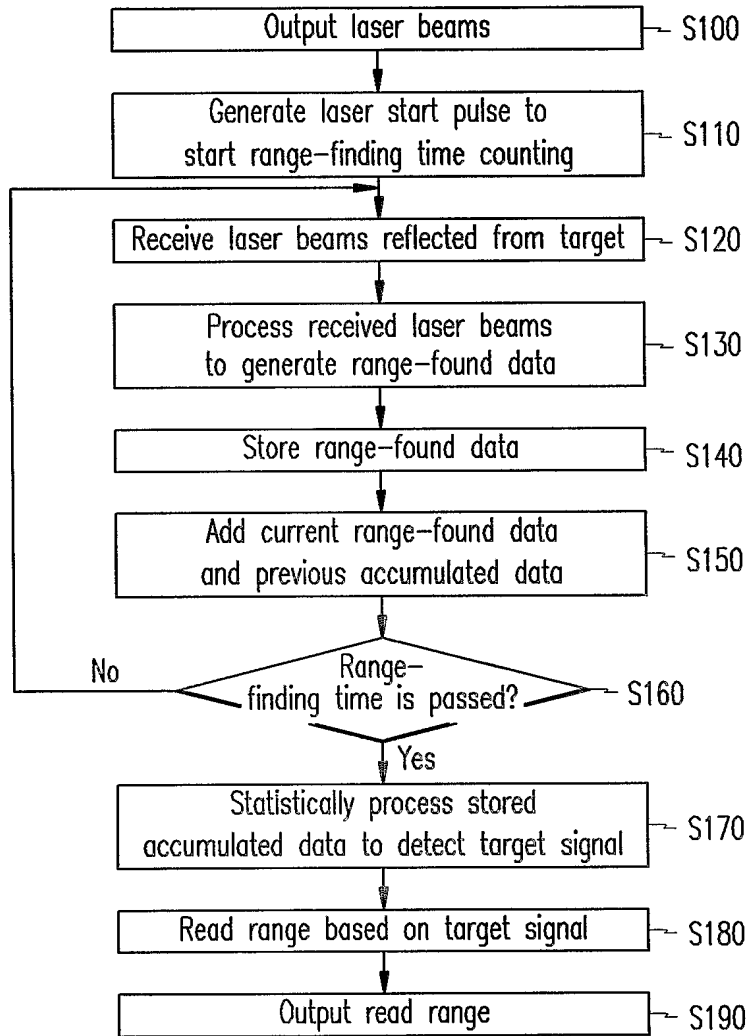 Output laser beams
S100
Generate laser start pulse to
start range-finding time counting
S110
Receive laser beams reflected from target
S120
Process received laser beams
to generate range-found data
S130
Store range-found data
S140
Add current range-found data
and previous accumulated data
S150
No
Range-
finding time is passed?
S160
Yes
Statistically process stored
accumulated data to detect target signal
S170
Read range based on target signal
S180
Output read range
S190